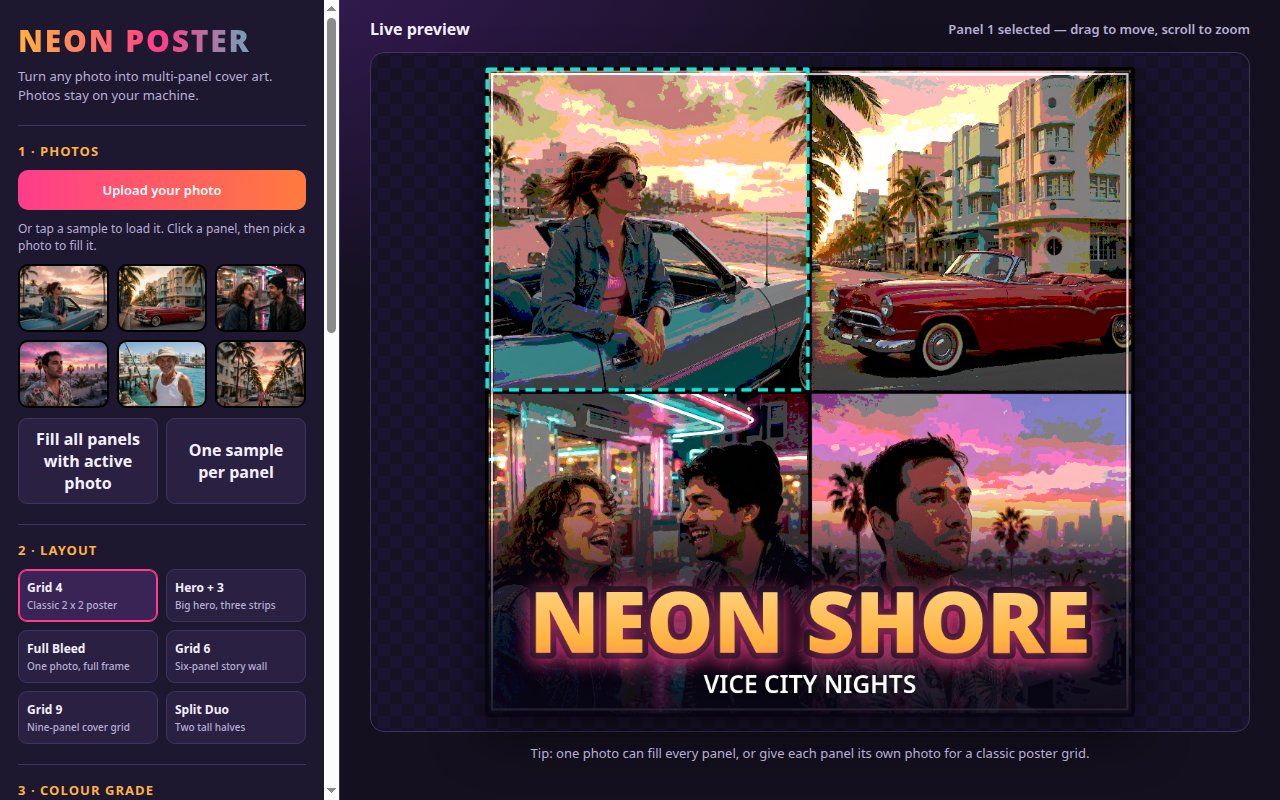 NEON POSTER
Turn any photo into multi-panel cover art.
Photos stay on your machine.
1 · PHOTOS
Upload your photo
Or tap a sample to load it. Click a panel, then pick a
photo to fill it.
Fill all panels
with active
photo
One sample
per panel
2 · LAYOUT
Grid 4
Classic 2 x 2 poster
Hero + 3
Big hero, three strips
Full Bleed
One photo, full frame
Grid 6
Six-panel story wall
Grid 9
Nine-panel cover grid
Split Duo
Two tall halves
3 · COLOUR GRADE
Live preview
Panel 1 selected — drag to move, scroll to zoom
NEON SHORE
VICE CITY NIGHTS
Tip: one photo can fill every panel, or give each panel its own photo for a classic poster grid.